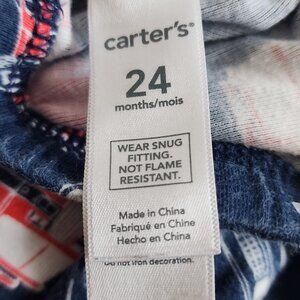 carter's®
24
months/mois
WEAR SNUG
FITTING.
NOT FLAME
RESISTANT.
Made in China
Fabriqué en Chine
Hecho en China
Do not iron decoration.